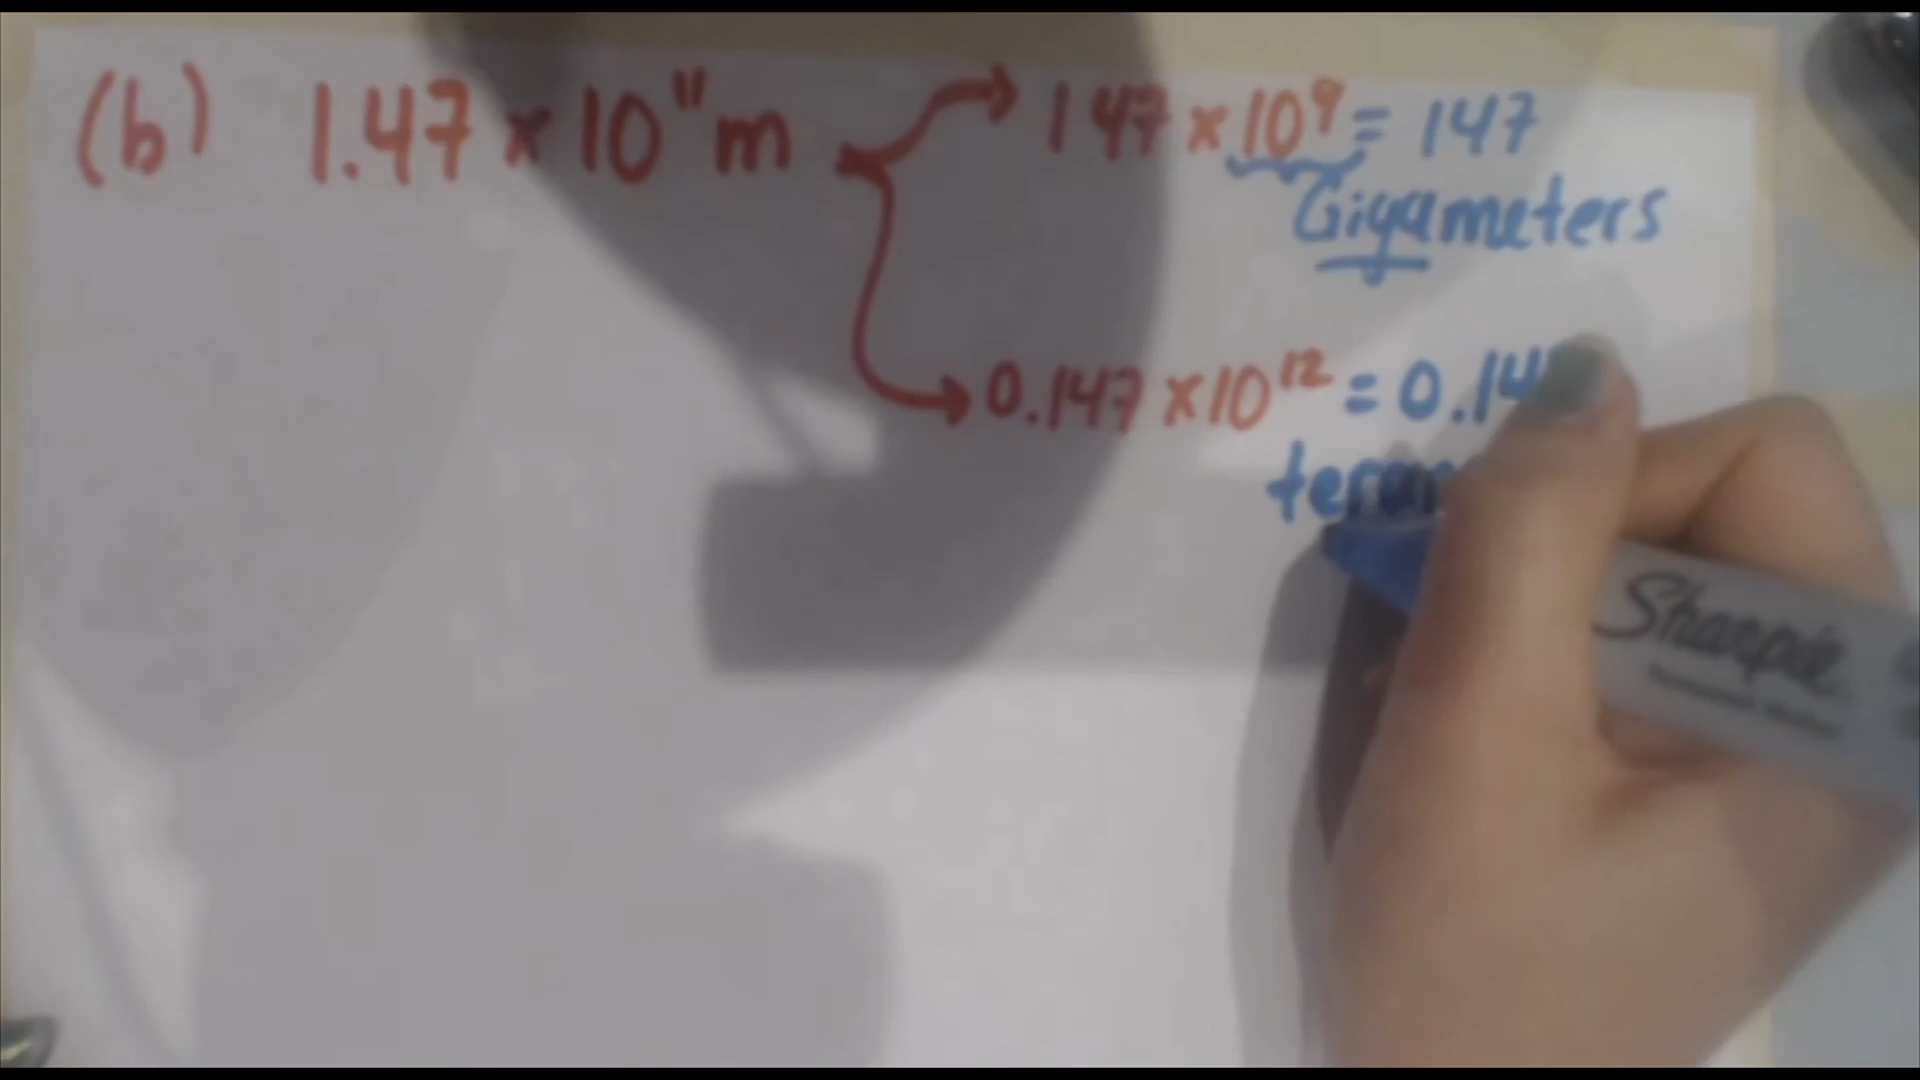 (b) 1.47 × 10¹¹ m
147 × 10⁹ = 147
Gigameters
0.147 × 10¹² = 0.14
Sharpie